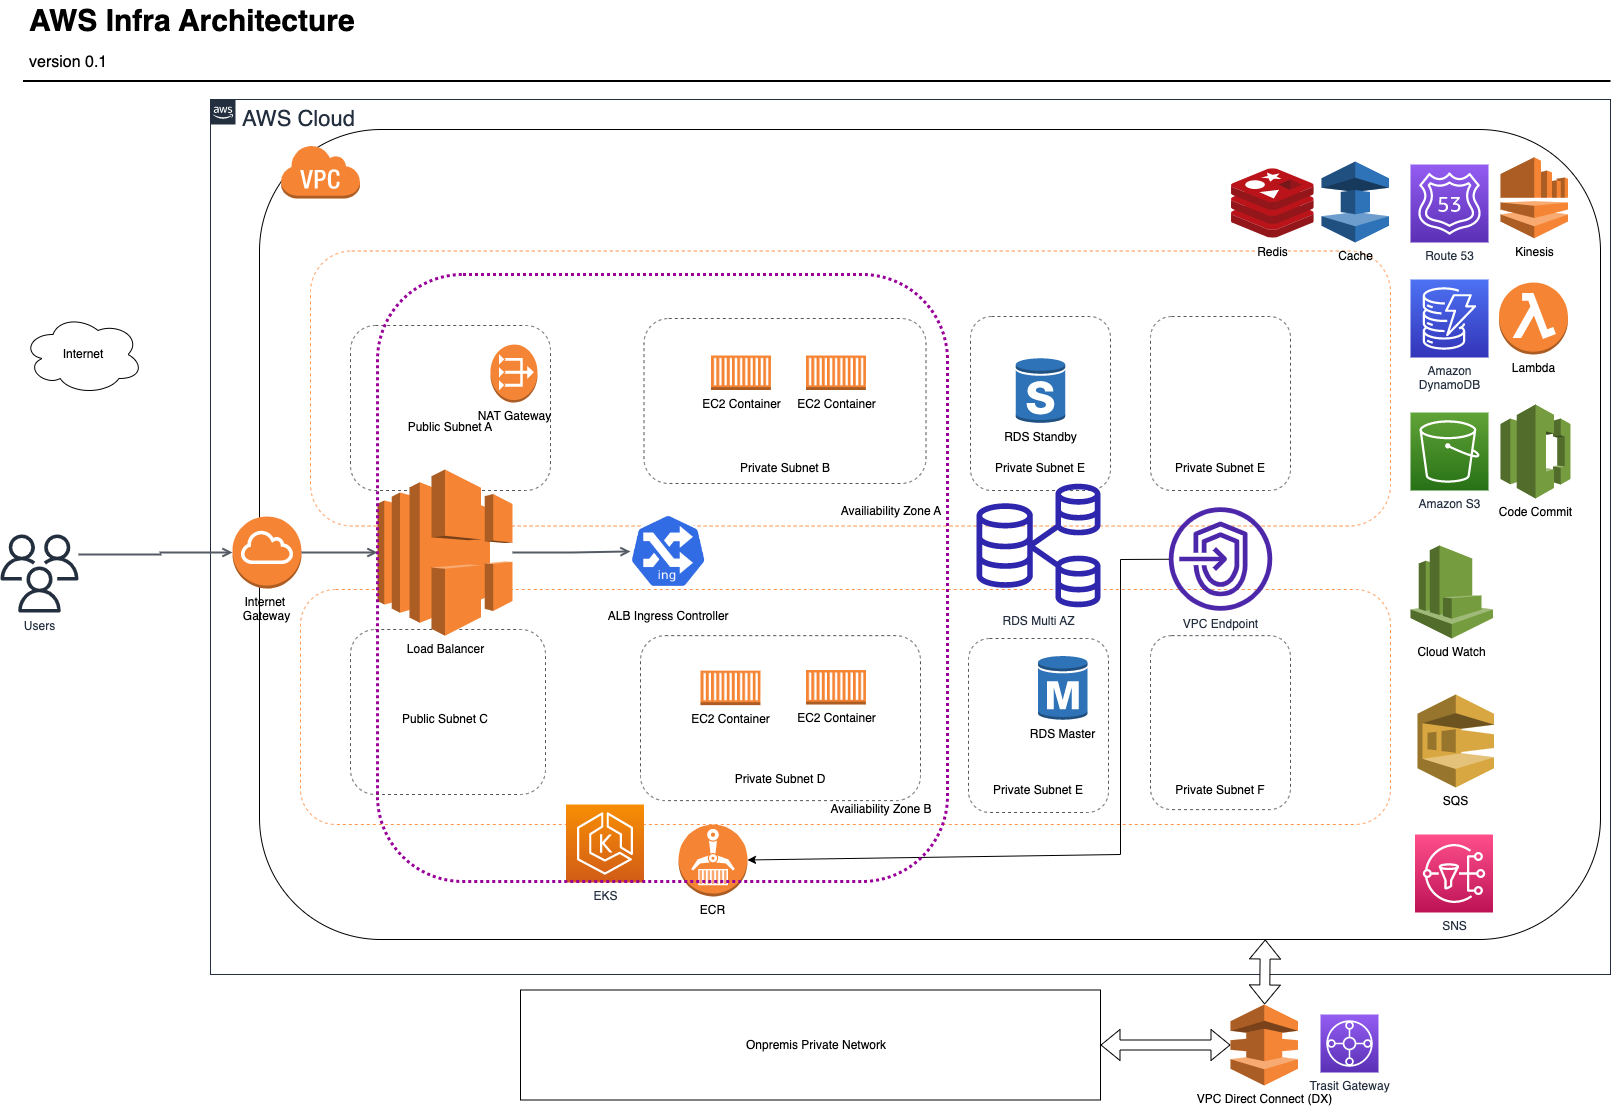 AWS Infra Architecture
version 0.1
aws
AWS Cloud
VPC
53
Redis
Cache
Route 53
Kinesis
Internet
Amazon
DynamoDB
Lambda
NAT Gateway
Public Subnet A
EC2 Container
EC2 Container
Private Subnet B
S
RDS Standby
Private Subnet E
Private Subnet E
Amazon S3
Code Commit
Availiability Zone A
ing
Users
Internet
Gateway
Load Balancer
ALB Ingress Controller
RDS Multi AZ
VPC Endpoint
Cloud Watch
Public Subnet C
EC2 Container
EC2 Container
Private Subnet D
M
RDS Master
Private Subnet E
Private Subnet F
Availiability Zone B
SQS
K
EKS
ECR
SNS
Onpremis Private Network
Trasit Gateway
VPC Direct Connect (DX)